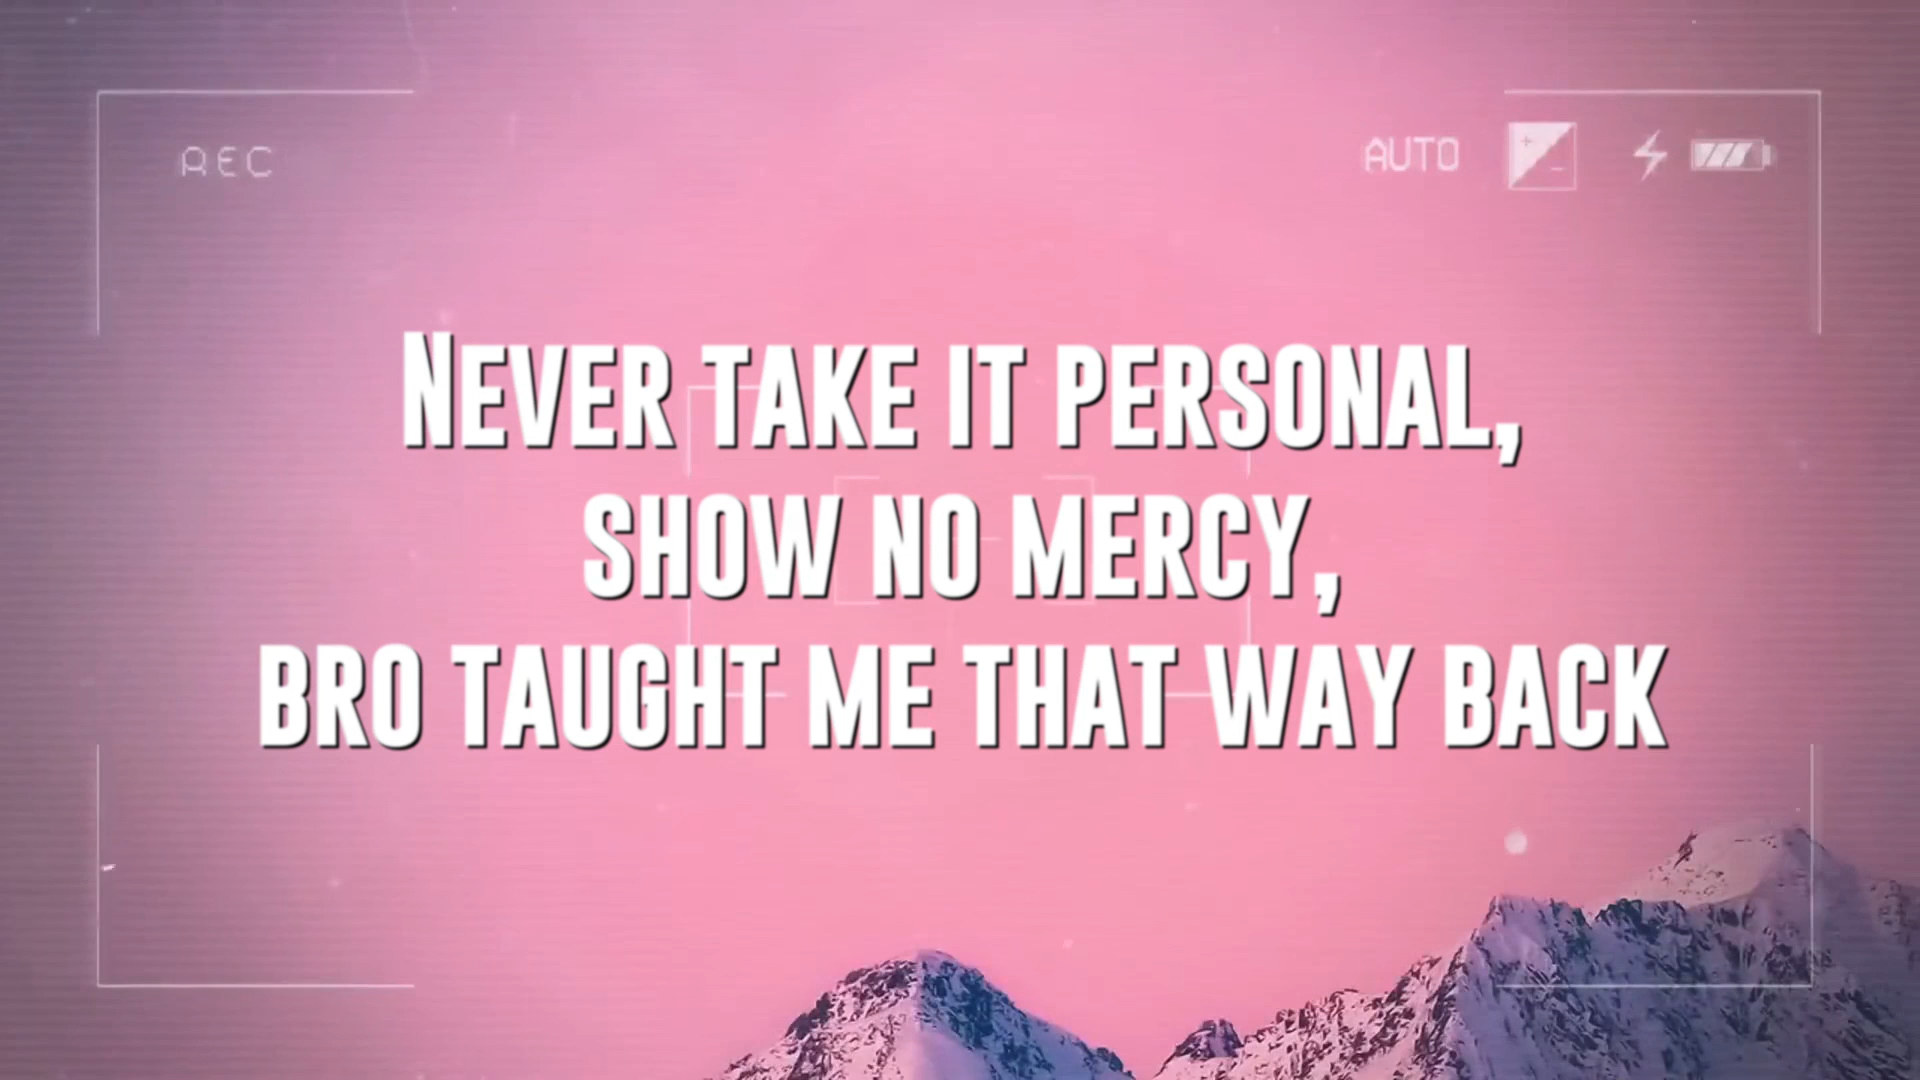 REC
AUTO
Never take it personal,
show no mercy,
bro taught me that way back